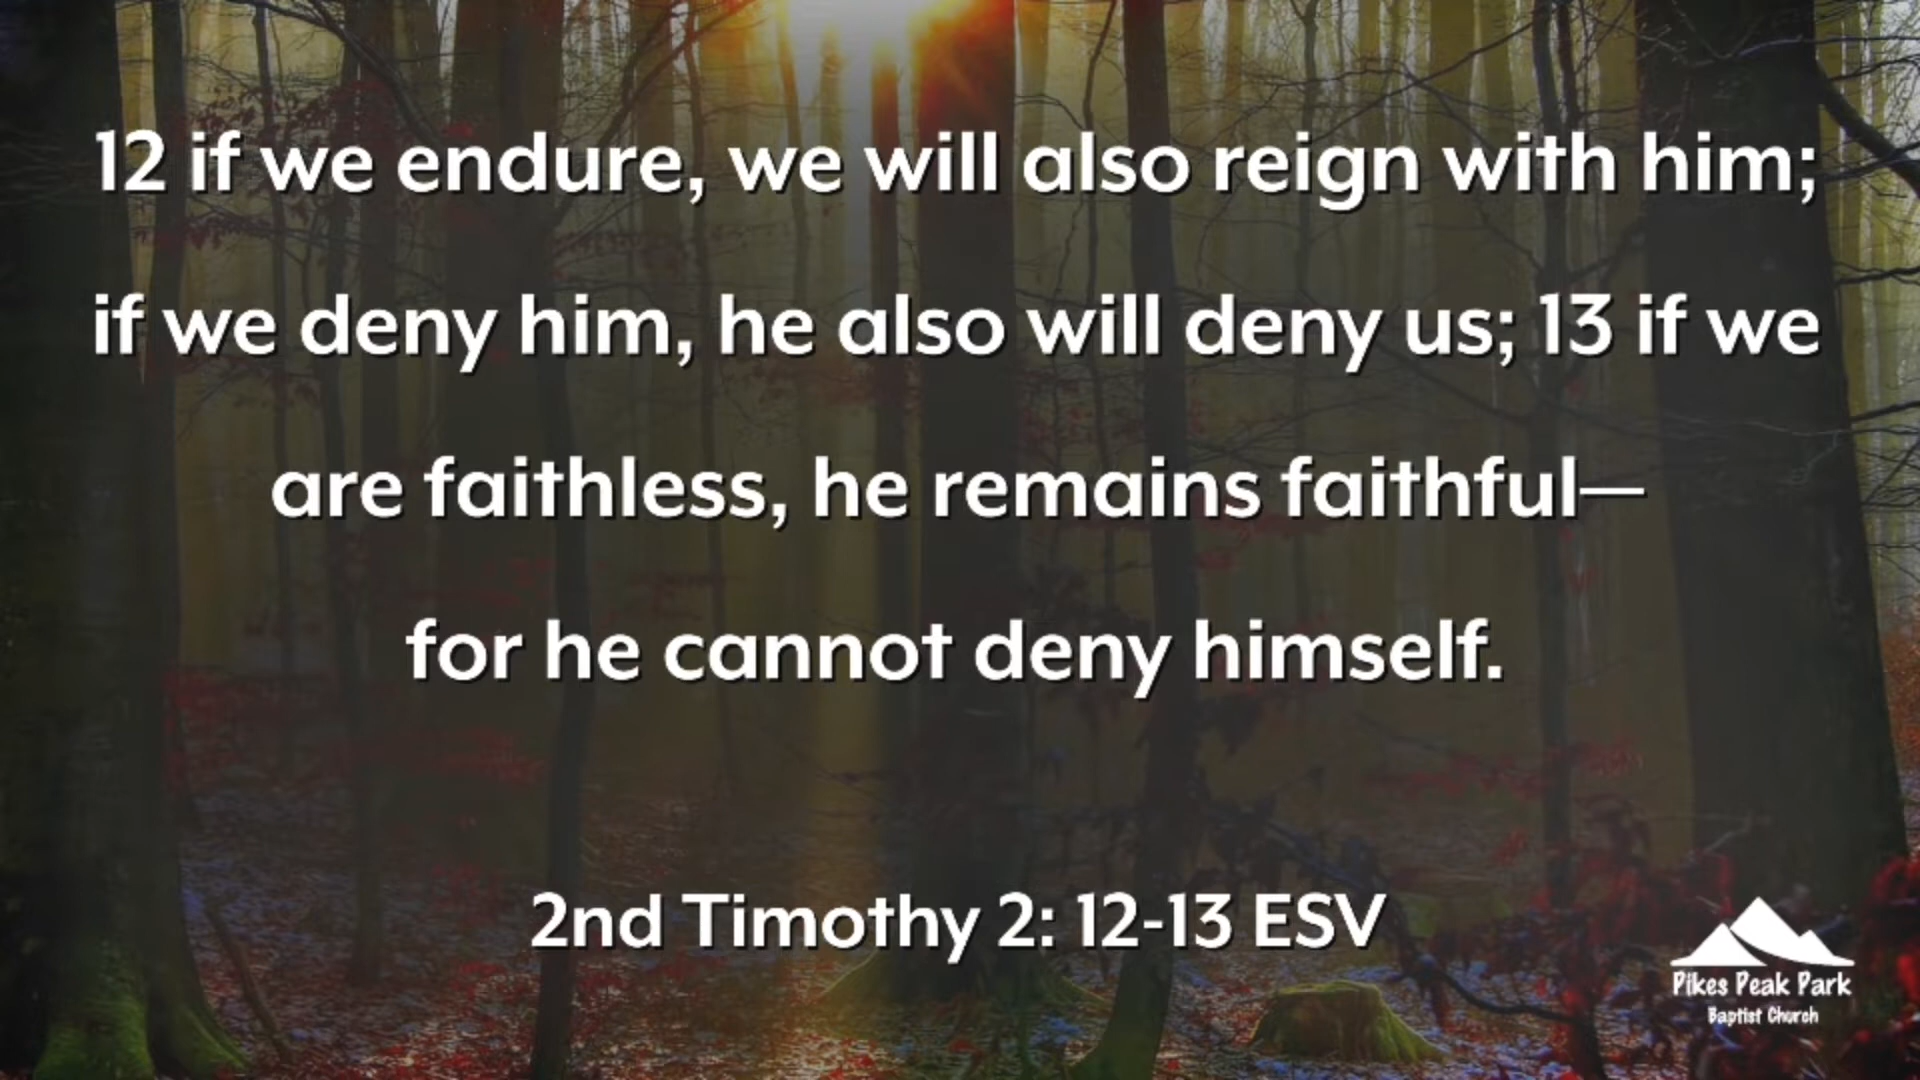 12 if we endure, we will also reign with him;
if we deny him, he also will deny us; 13 if we
are faithless, he remains faithful—
for he cannot deny himself.
2nd Timothy 2: 12-13 ESV
Pikes Peak Park
Baptist Church